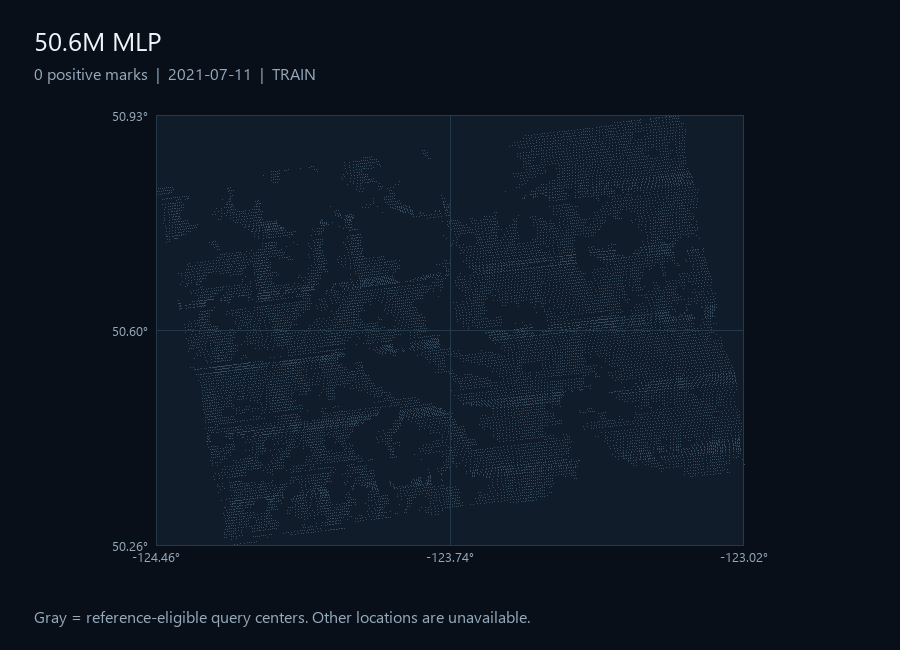 50.6M MLP
0 positive marks | 2021-07-11 | TRAIN
50.93°
50.60°
50.26°
-124.46°
-123.74°
-123.02°
Gray = reference-eligible query centers. Other locations are unavailable.